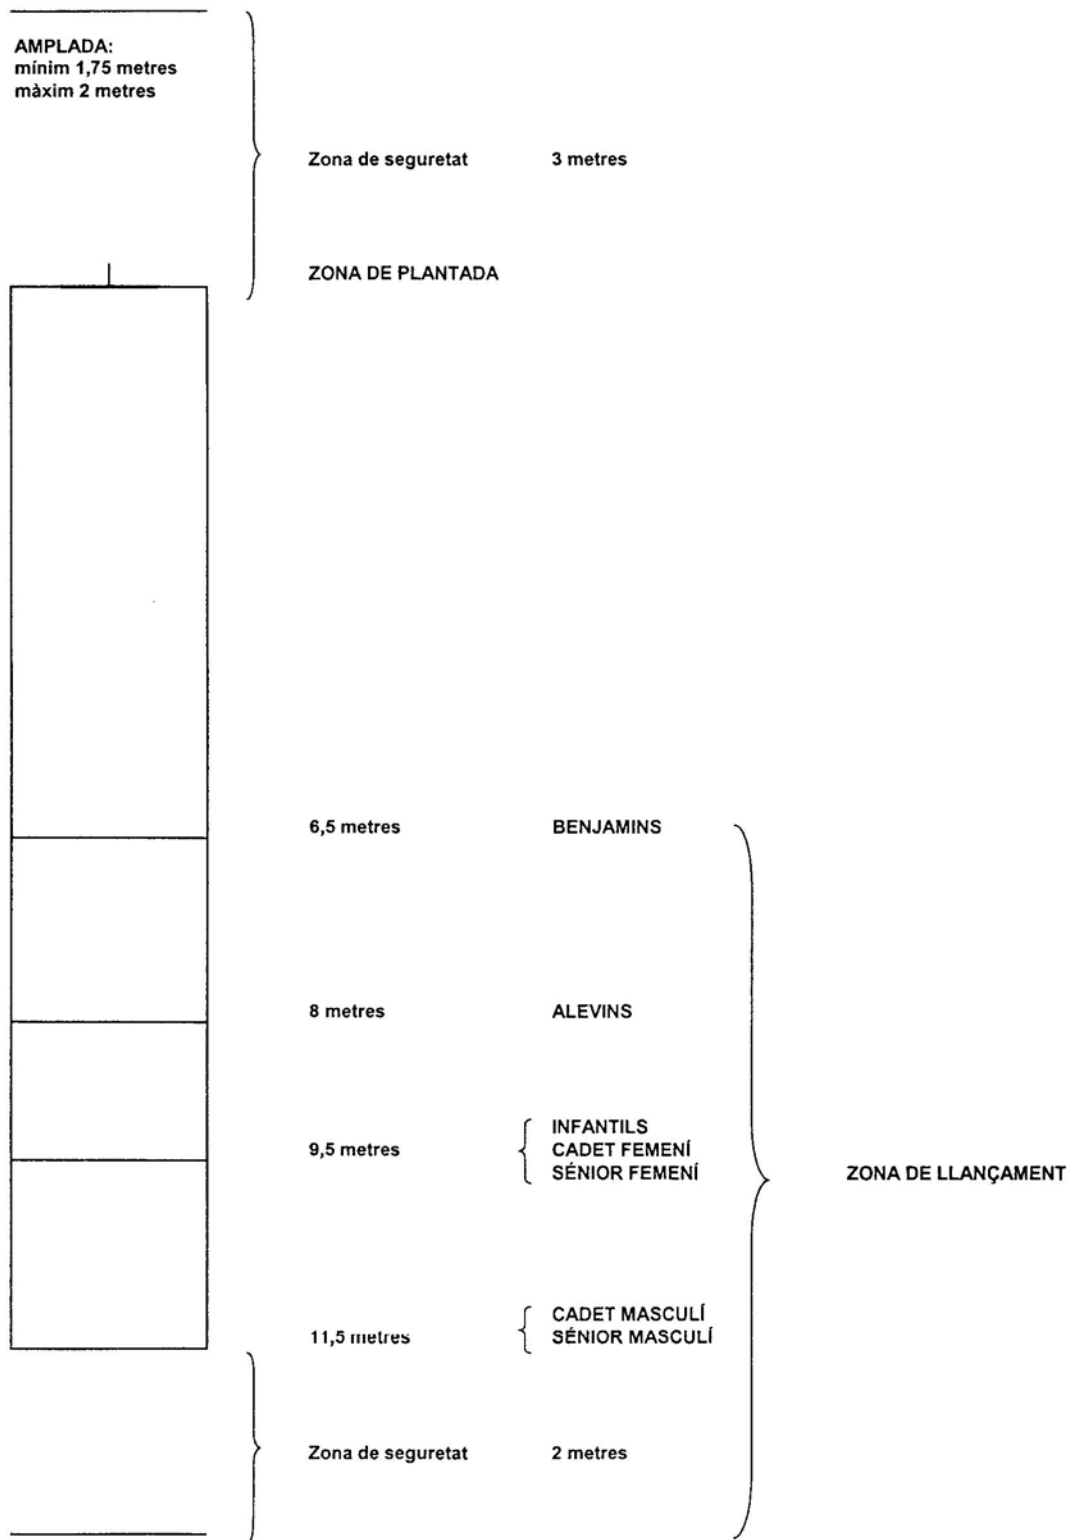 AMPLADA:
mínim 1,75 metres
màxim 2 metres
Zona de seguretat 3 metres
ZONA DE PLANTADA
6,5 metres BENJAMINS
8 metres ALEVINS
9,5 metres
INFANTILS
CADET FEMENÍ
SÉNIOR FEMENÍ
ZONA DE LLANÇAMENT
11,5 metres
CADET MASCULÍ
SÉNIOR MASCULÍ
Zona de seguretat 2 metres